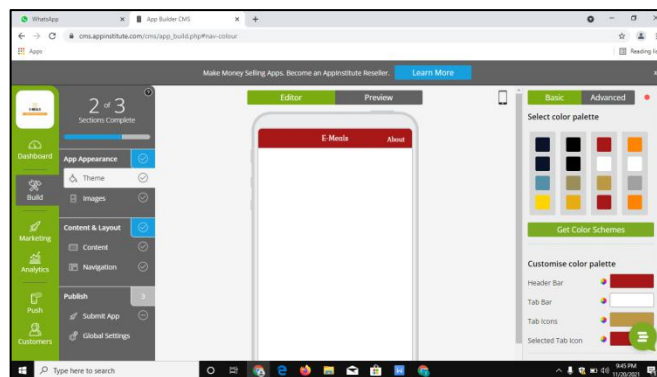 WhatsApp
App Builder CMS
cms.appinstitute.com/cms/app_build.php#nav-colour
Apps
Reading list
Make Money Selling Apps. Become an AppInstitute Reseller.
Learn More
2 of 3
Sections Complete
Editor
Preview
Basic
Advanced
Select color palette
E-Meals
About
Dashboard
App Appearance
Theme
Build
Images
Marketing
Content & Layout
Content
Analytics
Navigation
Get Color Schemes
Customise color palette
Publish
3
Header Bar
Push
Submit App
Tab Bar
Customers
Global Settings
Tab Icons
Selected Tab Icon
Type here to search
9:45 PM
11/20/2021